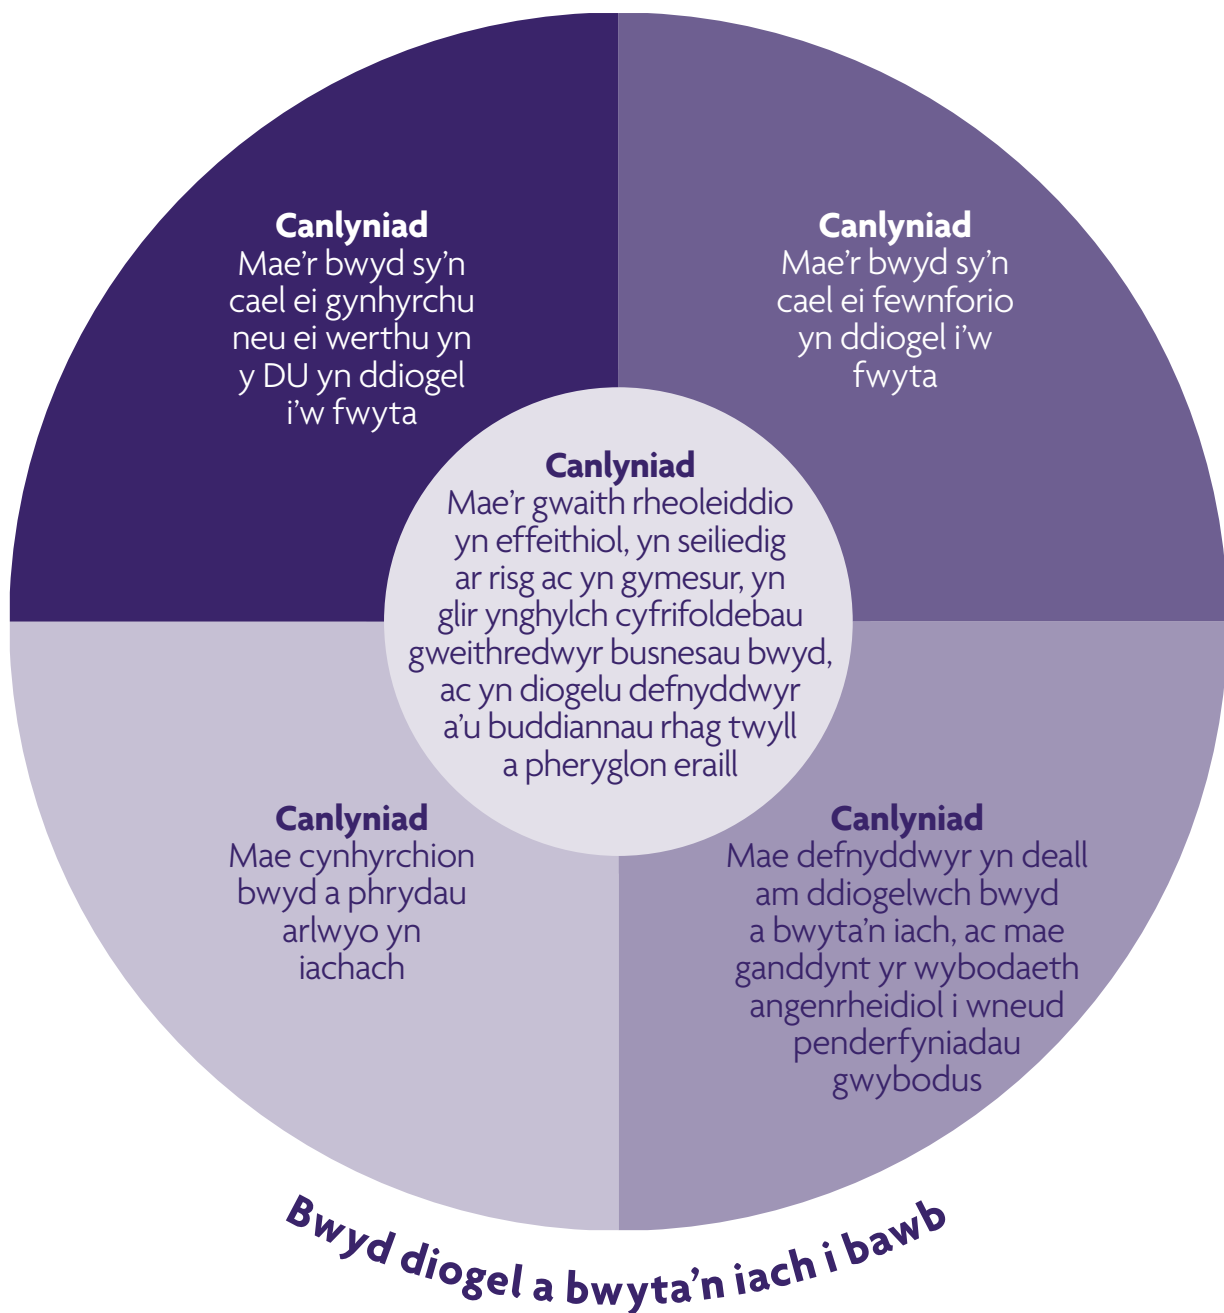 Canlyniad
Mae’r bwyd sy’n
cael ei gynhyrchu
neu ei werthu yn
y DU yn ddiogel
i’w fwyta
Canlyniad
Mae’r bwyd sy’n
cael ei fewnforio
yn ddiogel i’w
fwyta
Canlyniad
Mae’r gwaith rheoleiddio
yn effeithiol, yn seiliedig
ar risg ac yn gymesur, yn
glir ynghylch cyfrifoldebau
gweithredwyr busnesau bwyd,
ac yn diogelu defnyddwyr
a’u buddiannau rhag twyll
a pheryglon eraill
Canlyniad
Mae cynhyrchion
bwyd a phrydau
arlwyo yn
iachach
Canlyniad
Mae defnyddwyr yn deall
am ddiogelwch bwyd
a bwyta’n iach, ac mae
ganddynt yr wybodaeth
angenrheidiol i wneud
penderfyniadau
gwybodus
Bwyd diogel a bwyta’n iach i bawb